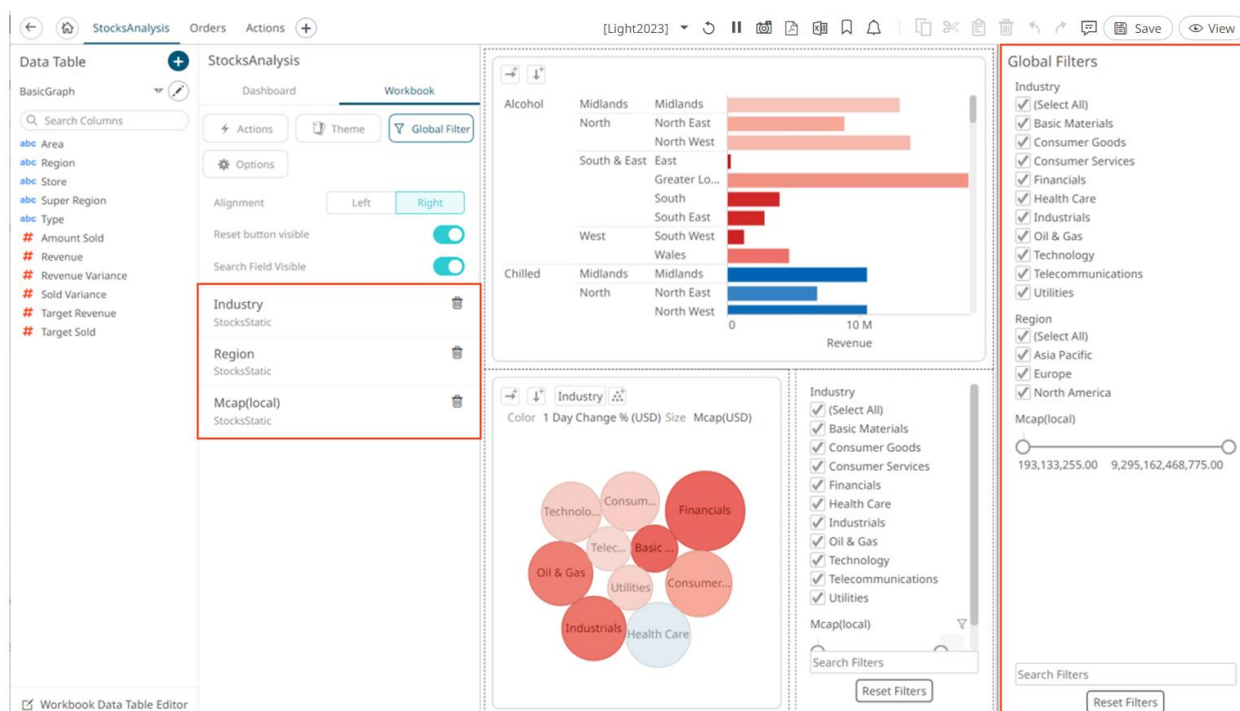 StocksAnalysis Orders Actions
[Light2023] Save View
Data Table
BasicGraph
Search Columns
abc Area
abc Region
abc Store
abc Super Region
abc Type
# Amount Sold
# Revenue
# Revenue Variance
# Sold Variance
# Target Revenue
# Target Sold
Workbook Data Table Editor
StocksAnalysis
Dashboard Workbook
Actions Theme Global Filter
Options
Alignment Left Right
Reset button visible
Search Field Visible
Industry
StocksStatic
Region
StocksStatic
Mcap(local)
StocksStatic
Alcohol Midlands Midlands
North North East
North West
South & East East
Greater Lo...
South
South East
West South West
Wales
Chilled Midlands Midlands
North North East
North West
0 10 M
Revenue
Industry
Color 1 Day Change % (USD) Size Mcap(USD)
Technolo...
Consum...
Financials
Telec...
Basic ...
Oil & Gas
Utilities
Consumer...
Industrials
Health Care
Industry
(Select All)
Basic Materials
Consumer Goods
Consumer Services
Financials
Health Care
Industrials
Oil & Gas
Technology
Telecommunications
Utilities
Mcap(local)
Search Filters
Reset Filters
Global Filters
Industry
(Select All)
Basic Materials
Consumer Goods
Consumer Services
Financials
Health Care
Industrials
Oil & Gas
Technology
Telecommunications
Utilities
Region
(Select All)
Asia Pacific
Europe
North America
Mcap(local)
193,133,255.00 9,295,162,468,775.00
Search Filters
Reset Filters